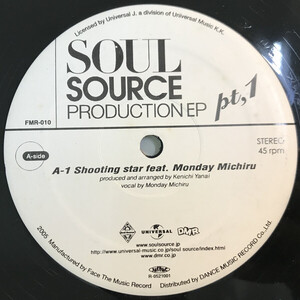 Licensed by Universal J, a division of Universal Music K.K.
SOUL
SOURCE
PRODUCTION EP pt,1
FMR-010
A-side
STEREO
45 rpm
A-1 Shooting star feat. Monday Michiru
produced and arranged by Kenichi Yanai
vocal by Monday Michiru
UNIVERSAL
DMR
www.soulsource.jp
http://www.universal-music.co.jp/soul source/index.html)
www.dmr.co.jp
R-0521001
2005 Manufactured by Face The Music Record
Distributed by DANCE MUSIC RECORD Co.,Ltd.